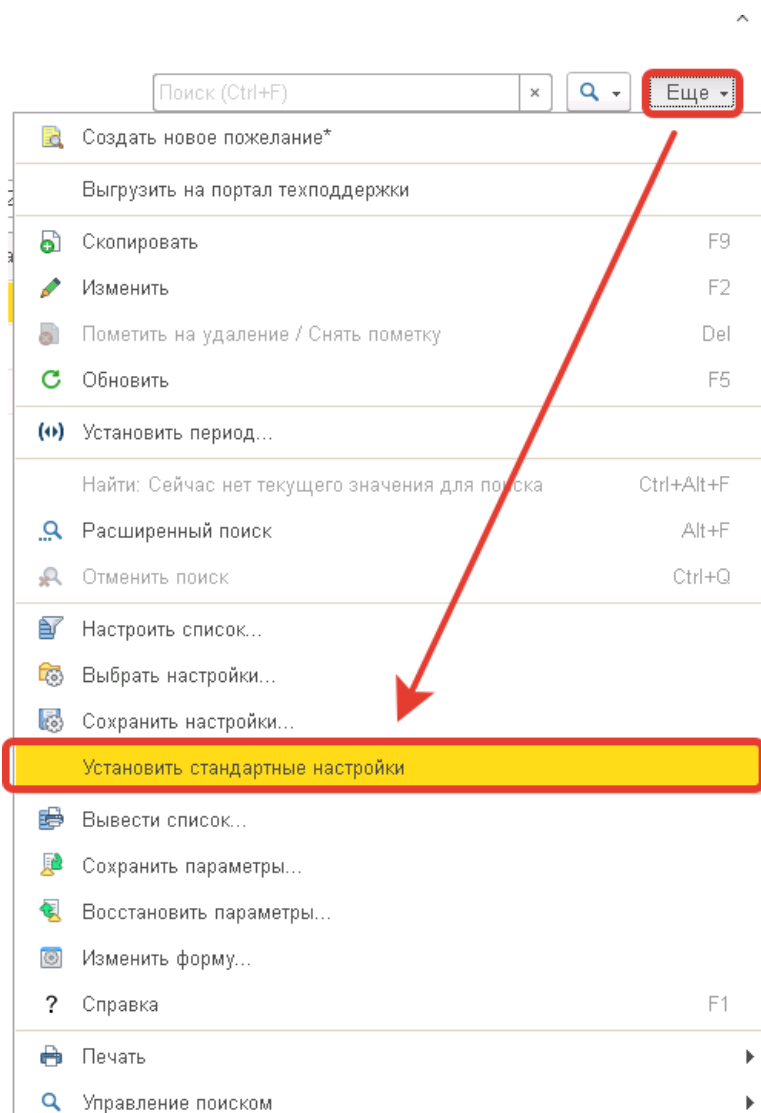 Поиск (Ctrl+F) × Еще
Создать новое пожелание*
Выгрузить на портал техподдержки
Скопировать F9
Изменить F2
Пометить на удаление / Снять пометку Del
Обновить F5
Установить период...
Найти: Сейчас нет текущего значения для поиска Ctrl+Alt+F
Расширенный поиск Alt+F
Отменить поиск Ctrl+Q
Настроить список...
Выбрать настройки...
Сохранить настройки...
Установить стандартные настройки
Вывести список...
Сохранить параметры...
Восстановить параметры...
Изменить форму...
? Справка F1
Печать
Управление поиском